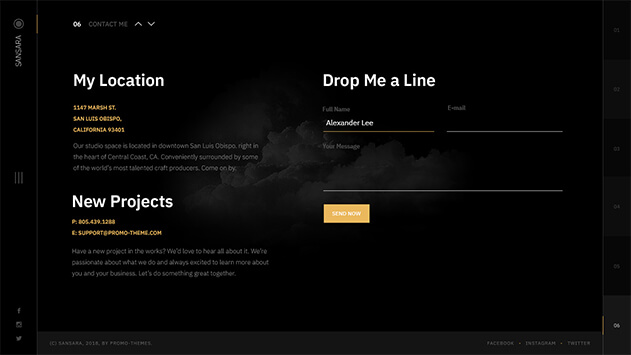 SANSARA
06 CONTACT ME
My Location
1147 MARSH ST.
SAN LUIS OBISPO,
CALIFORNIA 93401
Our studio space is located in downtown San Luis Obispo, right in
the heart of Central Coast, CA. Conveniently surrounded by some
of the world's most talented craft producers. Come on by.
New Projects
P: 805.439.1288
E: SUPPORT@PROMO-THEME.COM
Have a new project in the works? We'd love to hear all about it. We're
passionate about what we do and always excited to learn more about
you and your business. Let's do something great together.
Drop Me a Line
Full Name
E-mail
Alexander Lee
Your Message
SEND NOW
01
02
03
04
05
06
(C) SANSARA, 2018, BY PROMO-THEMES.
FACEBOOK • INSTAGRAM • TWITTER